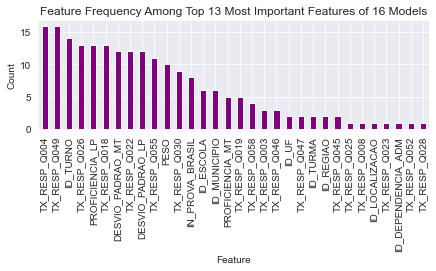 Feature Frequency Among Top 13 Most Important Features of 16 Models
Count
15
10
5
0
TX_RESP_Q004
TX_RESP_Q049
ID_TURNO
TX_RESP_Q026
PROFICIENCIA_LP
TX_RESP_Q018
DESVIO_PADRAO_MT
TX_RESP_Q022
DESVIO_PADRAO_LP
TX_RESP_Q055
PESO
TX_RESP_Q030
IN_PROVA_BRASIL
ID_ESCOLA
ID_MUNICIPIO
PROFICIENCIA_MT
TX_RESP_Q019
TX_RESP_Q058
TX_RESP_Q003
TX_RESP_Q046
ID_UF
TX_RESP_Q047
ID_TURMA
ID_REGIAO
TX_RESP_Q045
TX_RESP_Q025
TX_RESP_Q008
ID_LOCALIZACAO
TX_RESP_Q023
ID_DEPENDENCIA_ADM
TX_RESP_Q052
TX_RESP_Q028
Feature